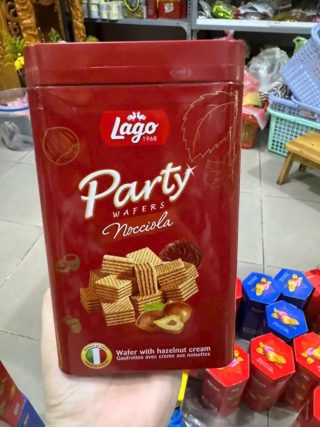 Lago
1968
Party
WAFERS
Nocciola
Wafer with hazelnut cream
Gaufrettes avec crème aux noisettes